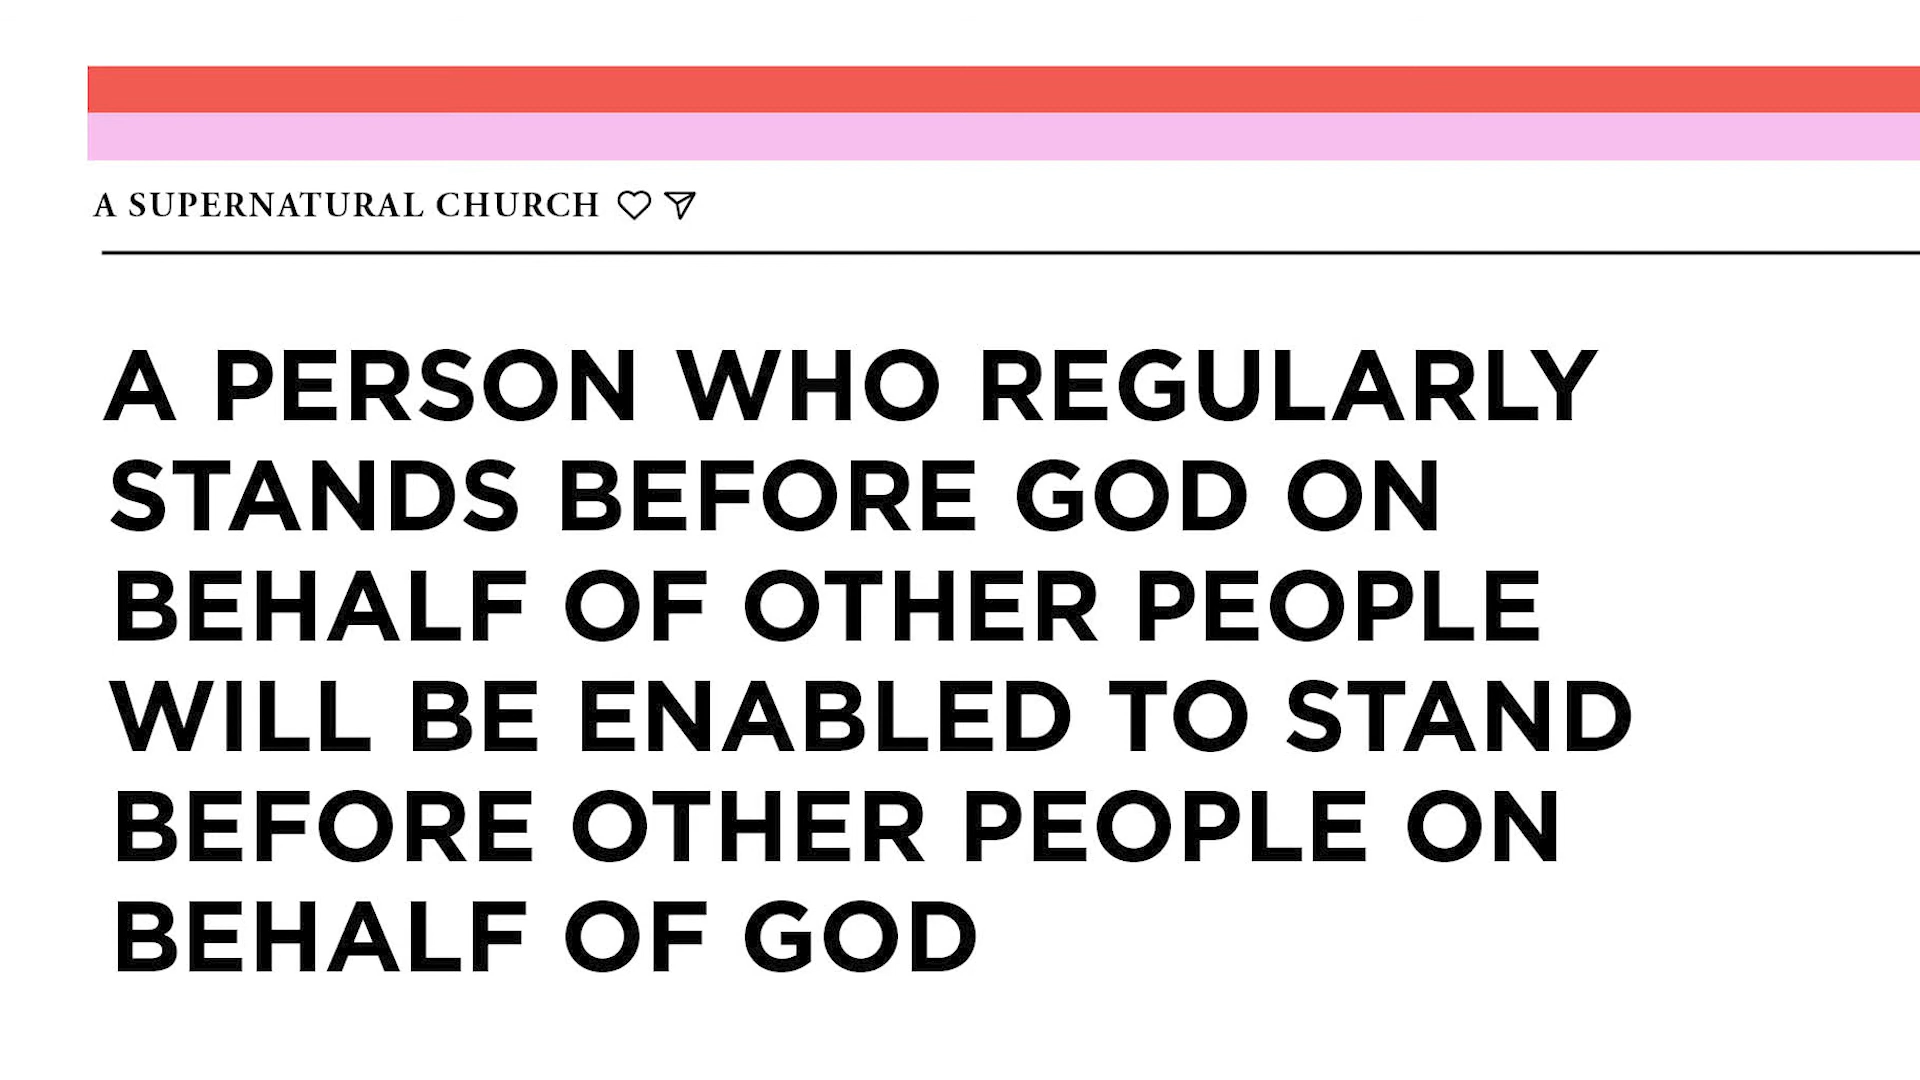 A SUPERNATURAL CHURCH
A PERSON WHO REGULARLY
STANDS BEFORE GOD ON
BEHALF OF OTHER PEOPLE
WILL BE ENABLED TO STAND
BEFORE OTHER PEOPLE ON
BEHALF OF GOD